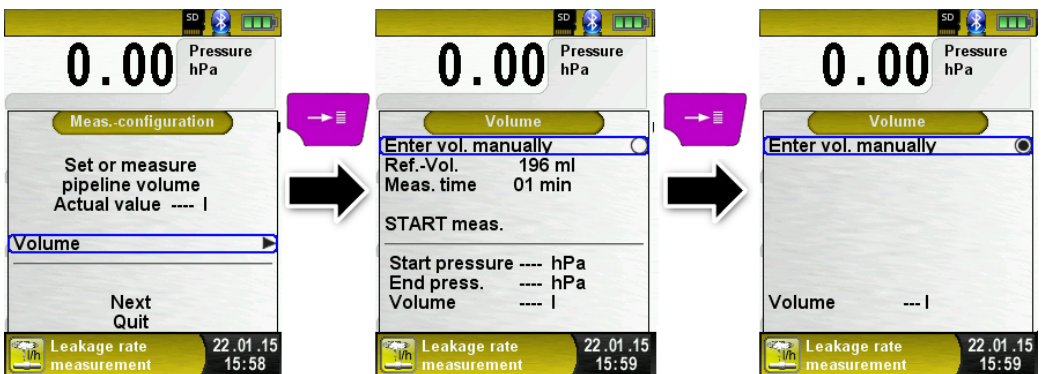 SD
0.00 Pressure
hPa
Meas.-configuration
Set or measure
pipeline volume
Actual value ---- l
Volume
Next
Quit
Leakage rate
measurement
l/h
22.01.15
15:58
SD
0.00 Pressure
hPa
Volume
Enter vol. manually
Ref.-Vol. 196 ml
Meas. time 01 min
START meas.
Start pressure ---- hPa
End press. ---- hPa
Volume ---- l
Leakage rate
measurement
l/h
22.01.15
15:59
SD
0.00 Pressure
hPa
Volume
Enter vol. manually
Volume --- l
Leakage rate
measurement
l/h
22.01.15
15:59